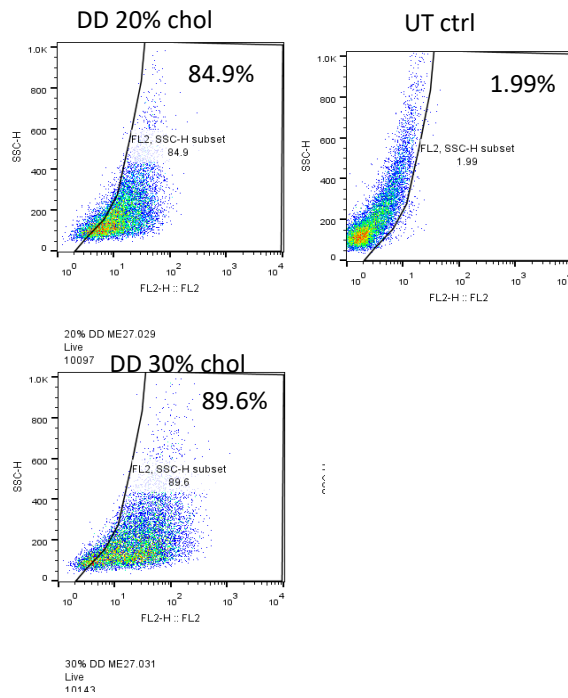 DD 20% chol
1.0K
800
600
400
200
0
SSC-H
84.9%
FL2, SSC-H subset
84.9
10^0 10^1 10^2 10^3 10^4
FL2-H :: FL2
20% DD ME27.029
Live
10097
UT ctrl
1.0K
800
600
400
200
0
SSC-H
1.99%
FL2, SSC-H subset
1.99
10^0 10^1 10^2 10^3 10^4
FL2-H :: FL2
DD 30% chol
1.0K
800
600
400
200
0
SSC-H
89.6%
FL2, SSC-H subset
89.6
10^0 10^1 10^2 10^3 10^4
FL2-H :: FL2
30% DD ME27.031
Live
10143